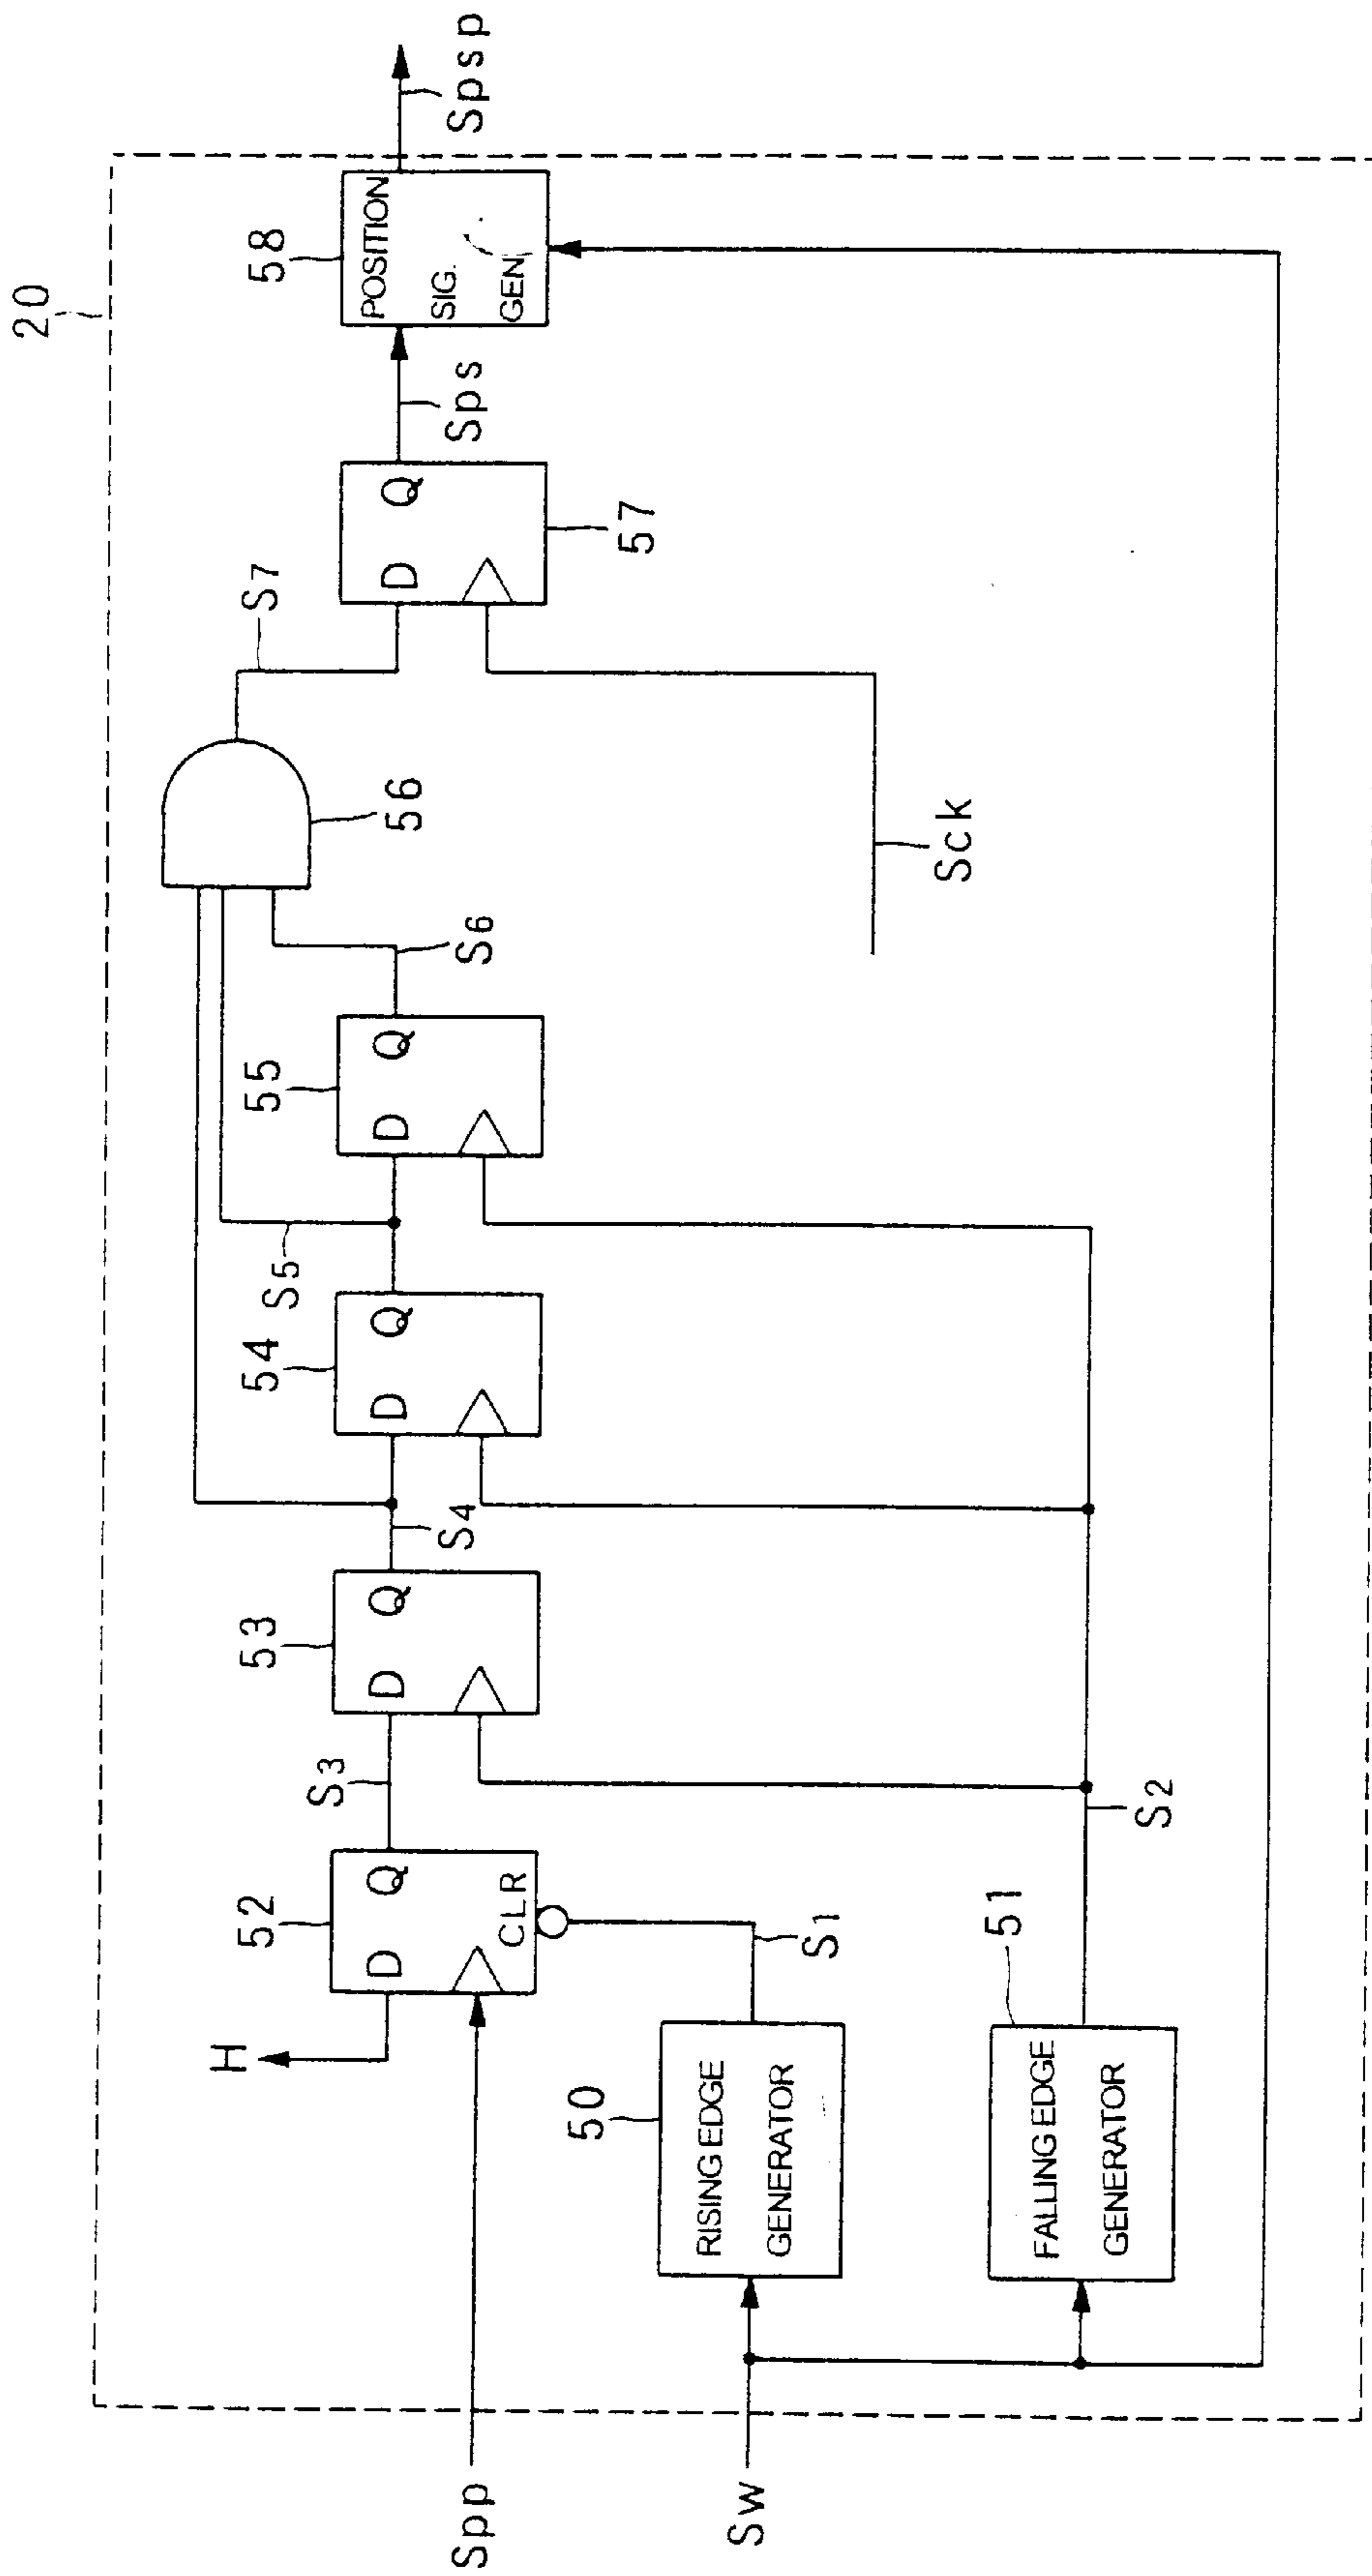 20
Spp
Sw
H
52
D
Q
CLR
S3
53
D
Q
S4
54
D
Q
S5
55
D
Q
S6
56
S7
D
Q
57
Sps
58
POSITION
SIG.
GEN
Spsp
50
RISING EDGE
GENERATOR
S1
51
FALLING EDGE
GENERATOR
S2
Sck